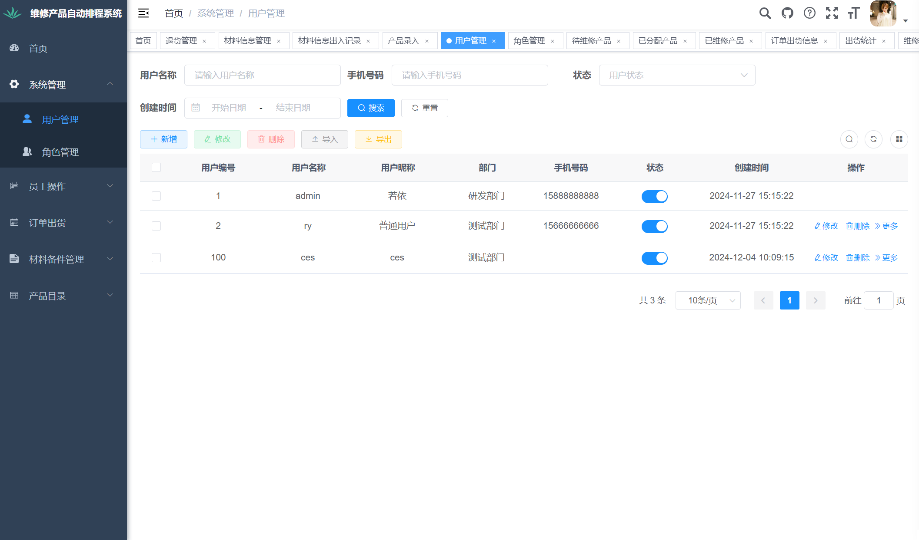 维修产品自动排程系统
首页 / 系统管理 / 用户管理
首页
系统管理
用户管理
角色管理
员工操作
订单出货
材料备件管理
产品目录
首页 退货管理 × 材料信息管理 × 材料信息出入记录 × 产品录入 × 用户管理 × 角色管理 × 待维修产品 × 已分配产品 × 已维修产品 × 订单出货信息 × 出货统计 × 维修
用户名称 请输入用户名称 手机号码 请输入手机号码 状态 用户状态
创建时间 开始日期 - 结束日期 搜索 重置
新增 修改 删除 导入 导出
用户编号 用户名称 用户昵称 部门 手机号码 状态 创建时间 操作
1 admin 若依 研发部门 15888888888 2024-11-27 15:15:22
2 ry 普通用户 测试部门 15666666666 2024-11-27 15:15:22 修改 删除 更多
100 ces ces 测试部门 2024-12-04 10:09:15 修改 删除 更多
共 3 条 10条/页 1 前往 1 页